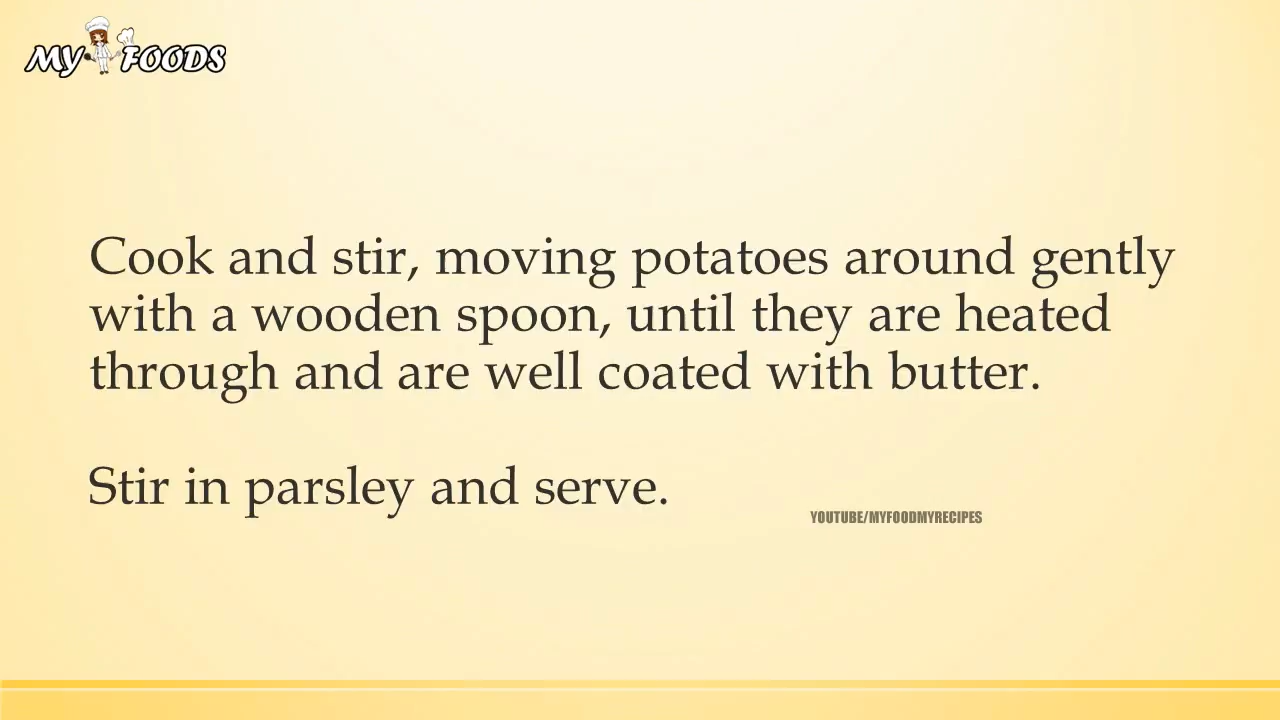 MY FOODS
Cook and stir, moving potatoes around gently
with a wooden spoon, until they are heated
through and are well coated with butter.
Stir in parsley and serve.
YOUTUBE/MYFOODMYRECIPES